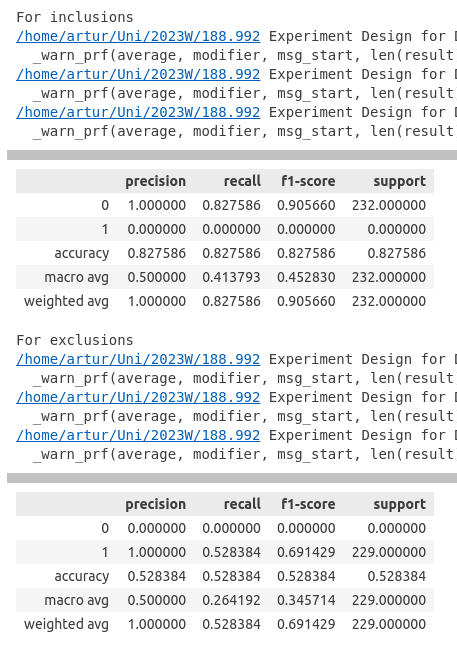 For inclusions
/home/artur/Uni/2023W/188.992 Experiment Design for
_warn_prf(average, modifier, msg_start, len(result
/home/artur/Uni/2023W/188.992 Experiment Design for
_warn_prf(average, modifier, msg_start, len(result
/home/artur/Uni/2023W/188.992 Experiment Design for
_warn_prf(average, modifier, msg_start, len(result
precision recall f1-score support
0 1.000000 0.827586 0.905660 232.000000
1 0.000000 0.000000 0.000000 0.000000
accuracy 0.827586 0.827586 0.827586 0.827586
macro avg 0.500000 0.413793 0.452830 232.000000
weighted avg 1.000000 0.827586 0.905660 232.000000
For exclusions
/home/artur/Uni/2023W/188.992 Experiment Design for
_warn_prf(average, modifier, msg_start, len(result
/home/artur/Uni/2023W/188.992 Experiment Design for
_warn_prf(average, modifier, msg_start, len(result
/home/artur/Uni/2023W/188.992 Experiment Design for
_warn_prf(average, modifier, msg_start, len(result
precision recall f1-score support
0 0.000000 0.000000 0.000000 0.000000
1 1.000000 0.528384 0.691429 229.000000
accuracy 0.528384 0.528384 0.528384 0.528384
macro avg 0.500000 0.264192 0.345714 229.000000
weighted avg 1.000000 0.528384 0.691429 229.000000